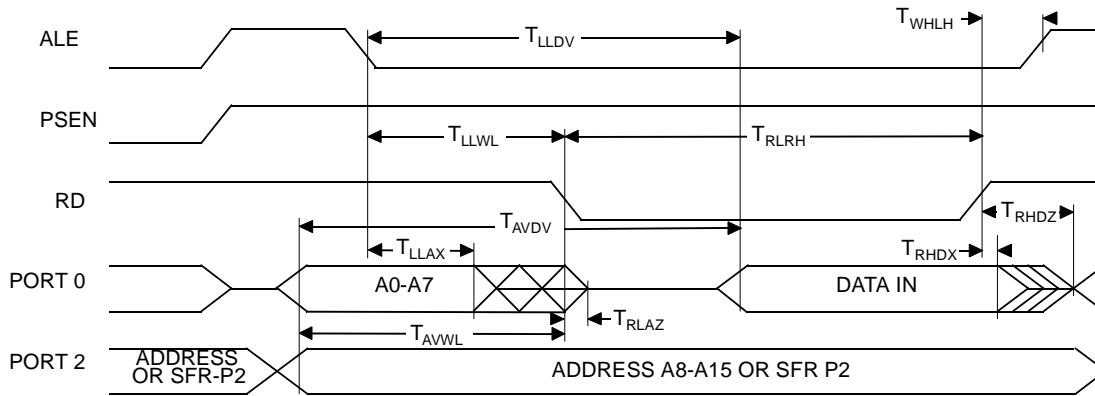 ALE
T_LLDV
T_WHLH
PSEN
T_LLWL
T_RLRH
RD
T_AVDV
T_RHDZ
T_LLAX
T_RHDX
PORT 0
A0-A7
DATA IN
T_RLAZ
T_AVWL
PORT 2
ADDRESS
OR SFR-P2
ADDRESS A8-A15 OR SFR P2